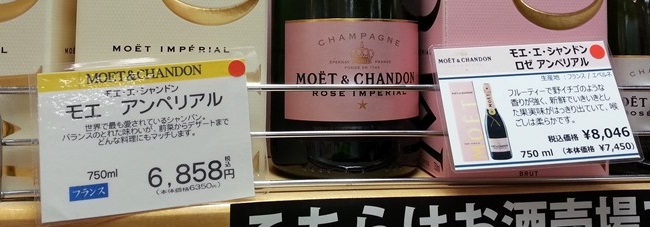 MOËT IMPÉRIAL
MOËT & CHANDON
モエ・エ・シャンドン
モエ アンペリアル
世界で最も愛されているシャンパン。
バランスのとれた味わいが、前菜からデザートまで
どんな料理にもマッチします。
750ml
フランス
6,858円
税込
(本体価格6350円)
CHAMPAGNE
MOËT & CHANDON
ROSÉ IMPÉRIAL
MOËT & CHANDON
モエ・エ・シャンドン
ロゼ アンペリアル
生産地:フランス/エペルネ
フルーティーで野イチゴのような
香りが強く、新鮮でいきいきとし
た果実味がはっきり出ていて、喉
ごしは柔らかです。
税込価格 ¥8,046
750 ml (本体価格¥7,450)
BRUT
こちらはお酒売場